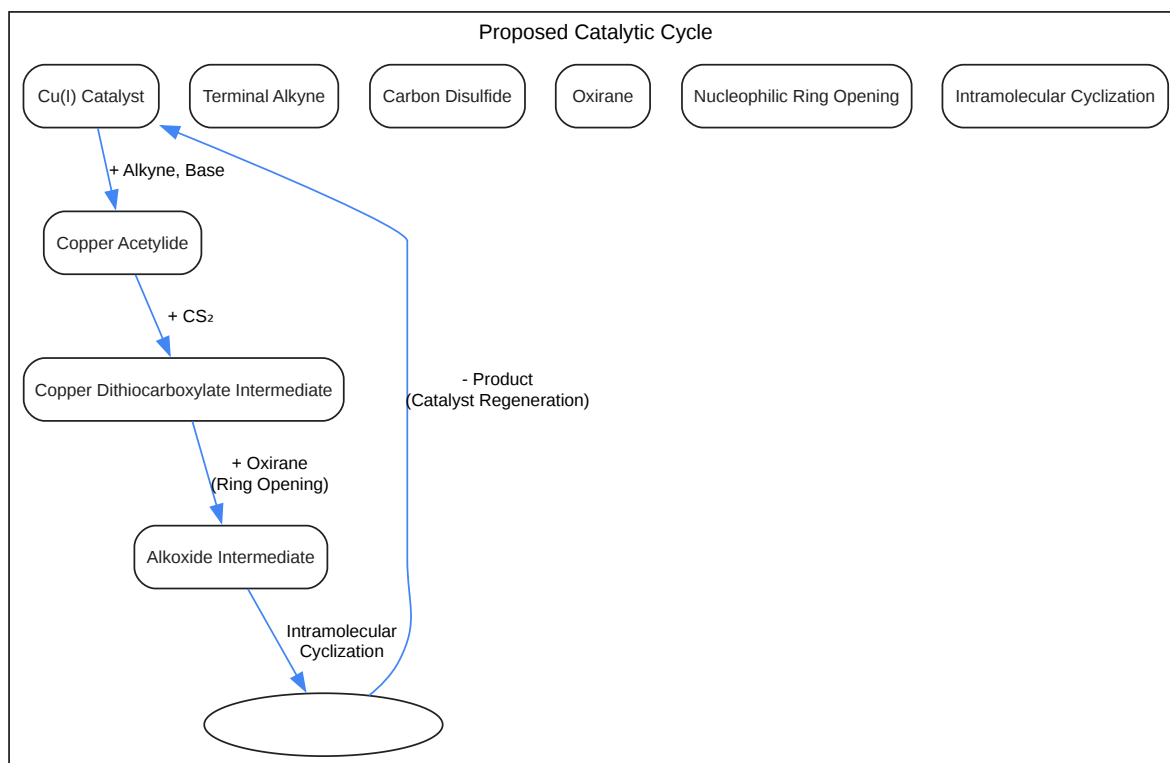 Proposed Catalytic Cycle
Cu(I) Catalyst
Terminal Alkyne
Carbon Disulfide
Oxirane
Nucleophilic Ring Opening
Intramolecular Cyclization
+ Alkyne, Base
Copper Acetylide
+ CS₂
Copper Dithiocarboxylate Intermediate
- Product
(Catalyst Regeneration)
+ Oxirane
(Ring Opening)
Alkoxide Intermediate
Intramolecular
Cyclization